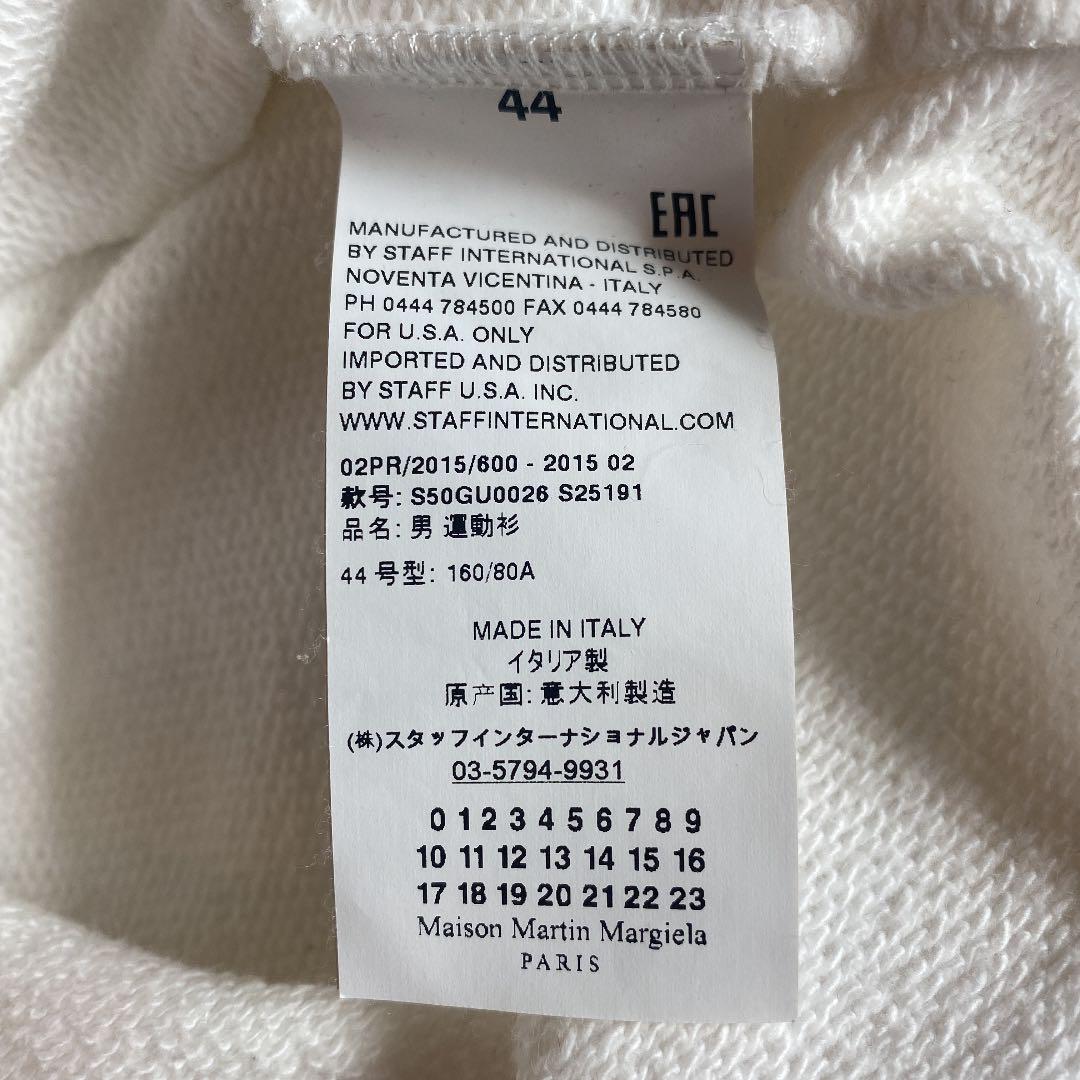 44
EAC
MANUFACTURED AND DISTRIBUTED
BY STAFF INTERNATIONAL S.P.A.
NOVENTA VICENTINA - ITALY
PH 0444 784500 FAX 0444 784580
FOR U.S.A. ONLY
IMPORTED AND DISTRIBUTED
BY STAFF U.S.A. INC.
WWW.STAFFINTERNATIONAL.COM
02PR/2015/600 - 2015 02
款号: S50GU0026 S25191
品名: 男 運動衫
44 号型: 160/80A
MADE IN ITALY
イタリア製
原产国: 意大利製造
(株)スタッフインターナショナルジャパン
03-5794-9931
0 1 2 3 4 5 6 7 8 9
10 11 12 13 14 15 16
17 18 19 20 21 22 23
Maison Martin Margiela
PARIS